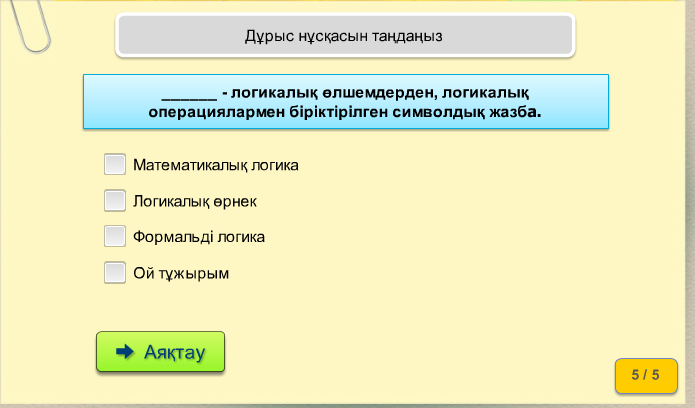 Дұрыс нұсқасын таңдаңыз
______ - логикалық өлшемдерден, логикалық
операциялармен біріктірілген символдық жазба.
Математикалық логика
Логикалық өрнек
Формальді логика
Ой тұжырым
Аяқтау
5 / 5